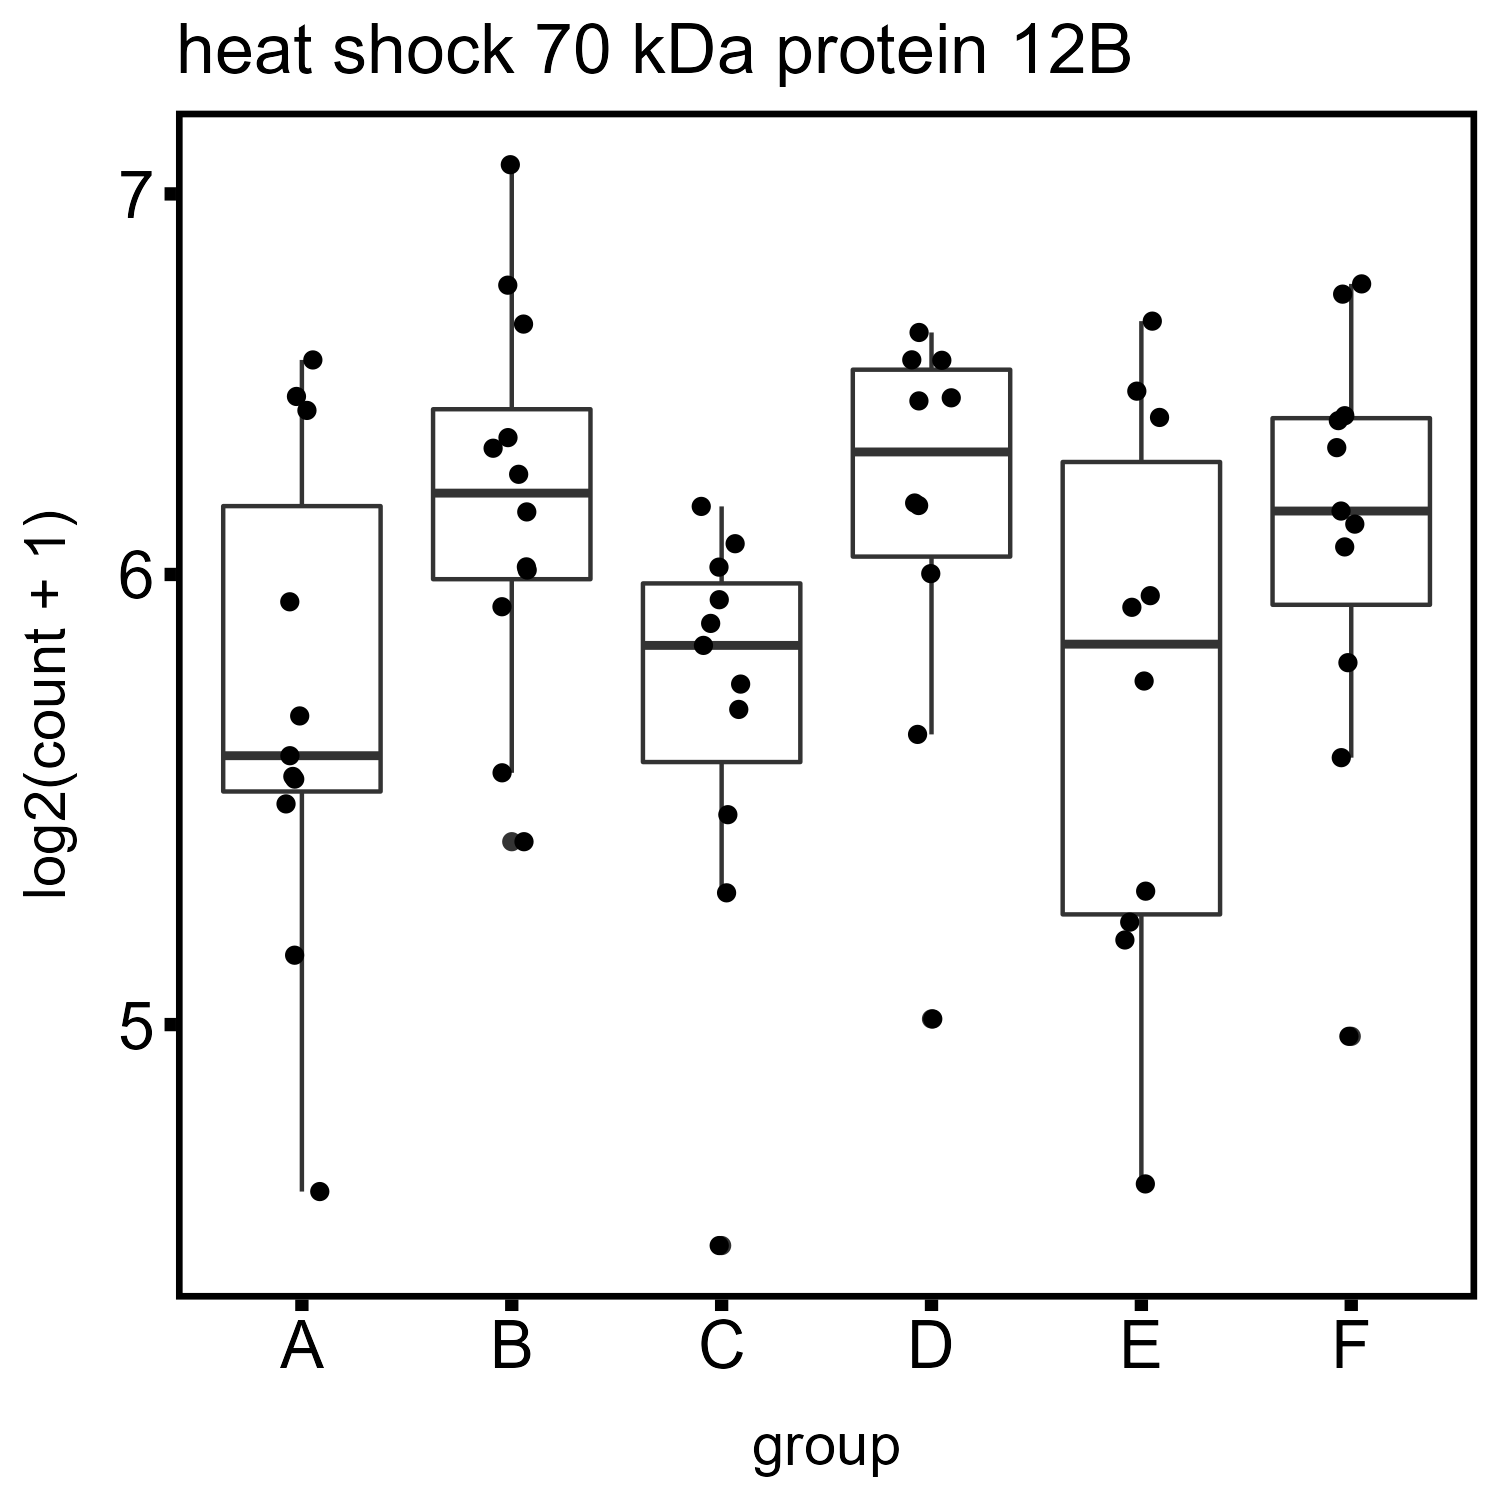 heat shock 70 kDa protein 12B
log2(count + 1)
7
6
5
A B C D E F
group